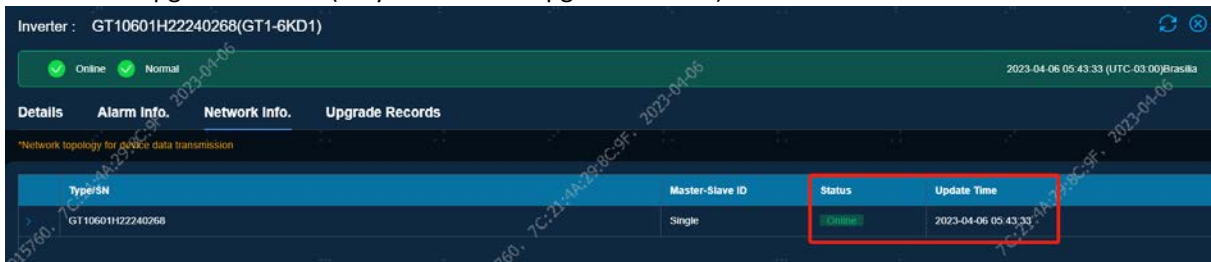 Inverter : GT10601H22240268(GT1-6KD1)
Online Normal 2023-04-06 05:43:33 (UTC-03:00)Brasilia
Details Alarm Info. Network Info. Upgrade Records
*Network topology for device data transmission
Type/SN Master-Slave ID Status Update Time
GT10601H22240268 Single Online 2023-04-06 05:43:33